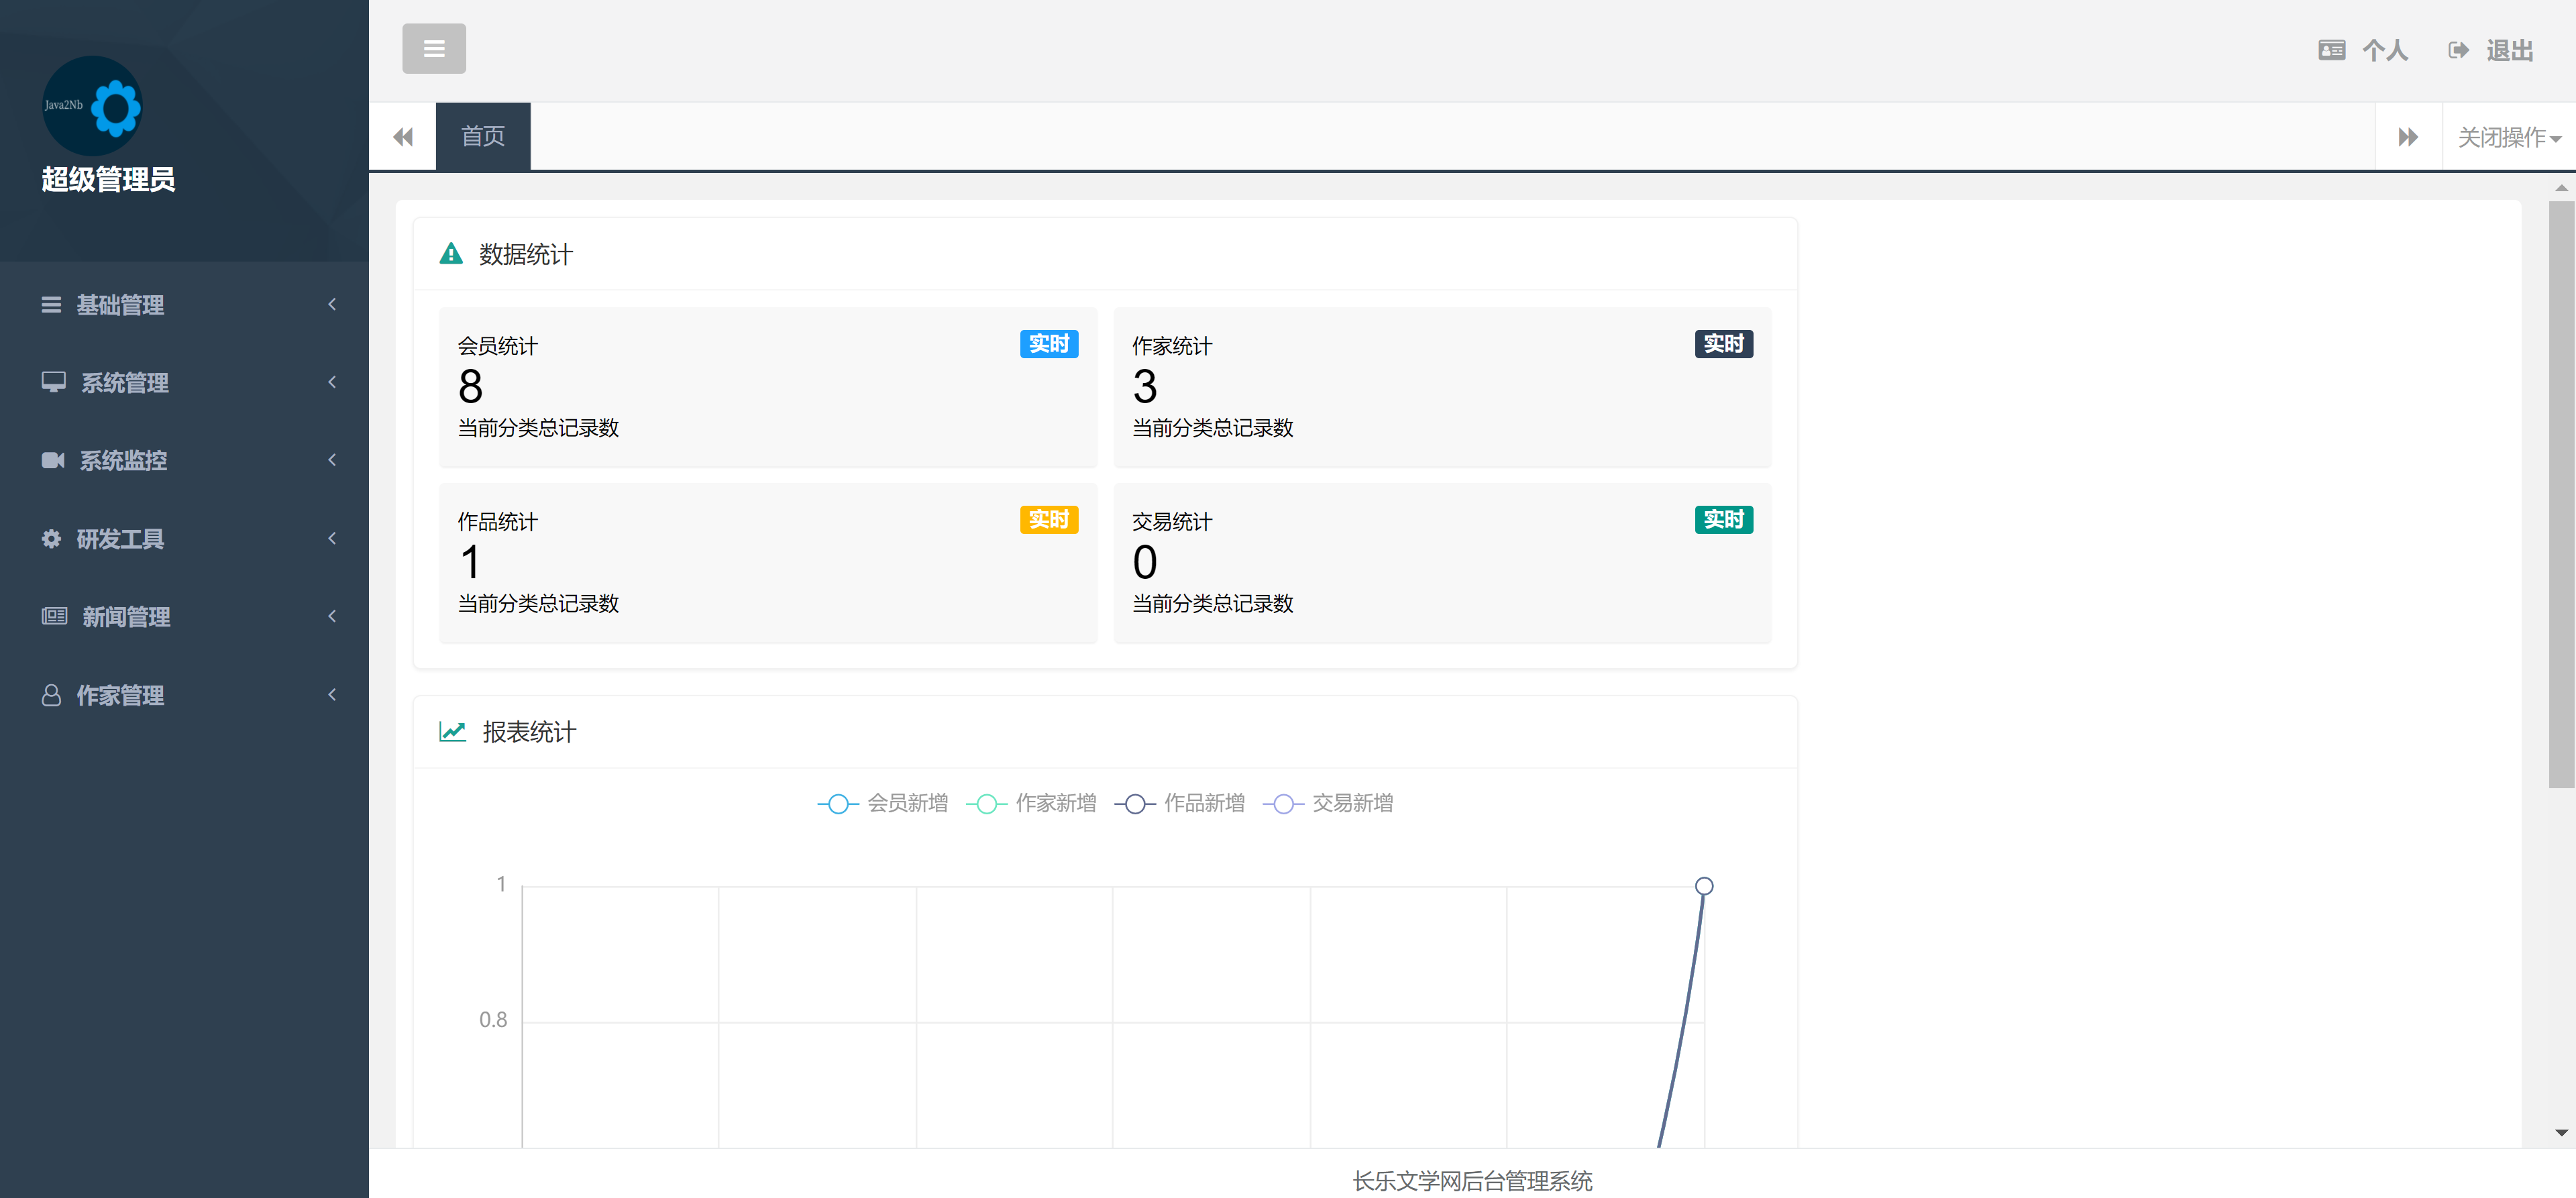 Java2Nb
超级管理员
基础管理
系统管理
系统监控
研发工具
新闻管理
作家管理
个人
退出
首页
关闭操作
数据统计
会员统计 实时
8
当前分类总记录数
作家统计 实时
3
当前分类总记录数
作品统计 实时
1
当前分类总记录数
交易统计 实时
0
当前分类总记录数
报表统计
会员新增 作家新增 作品新增 交易新增
1
0.8
长乐文学网后台管理系统